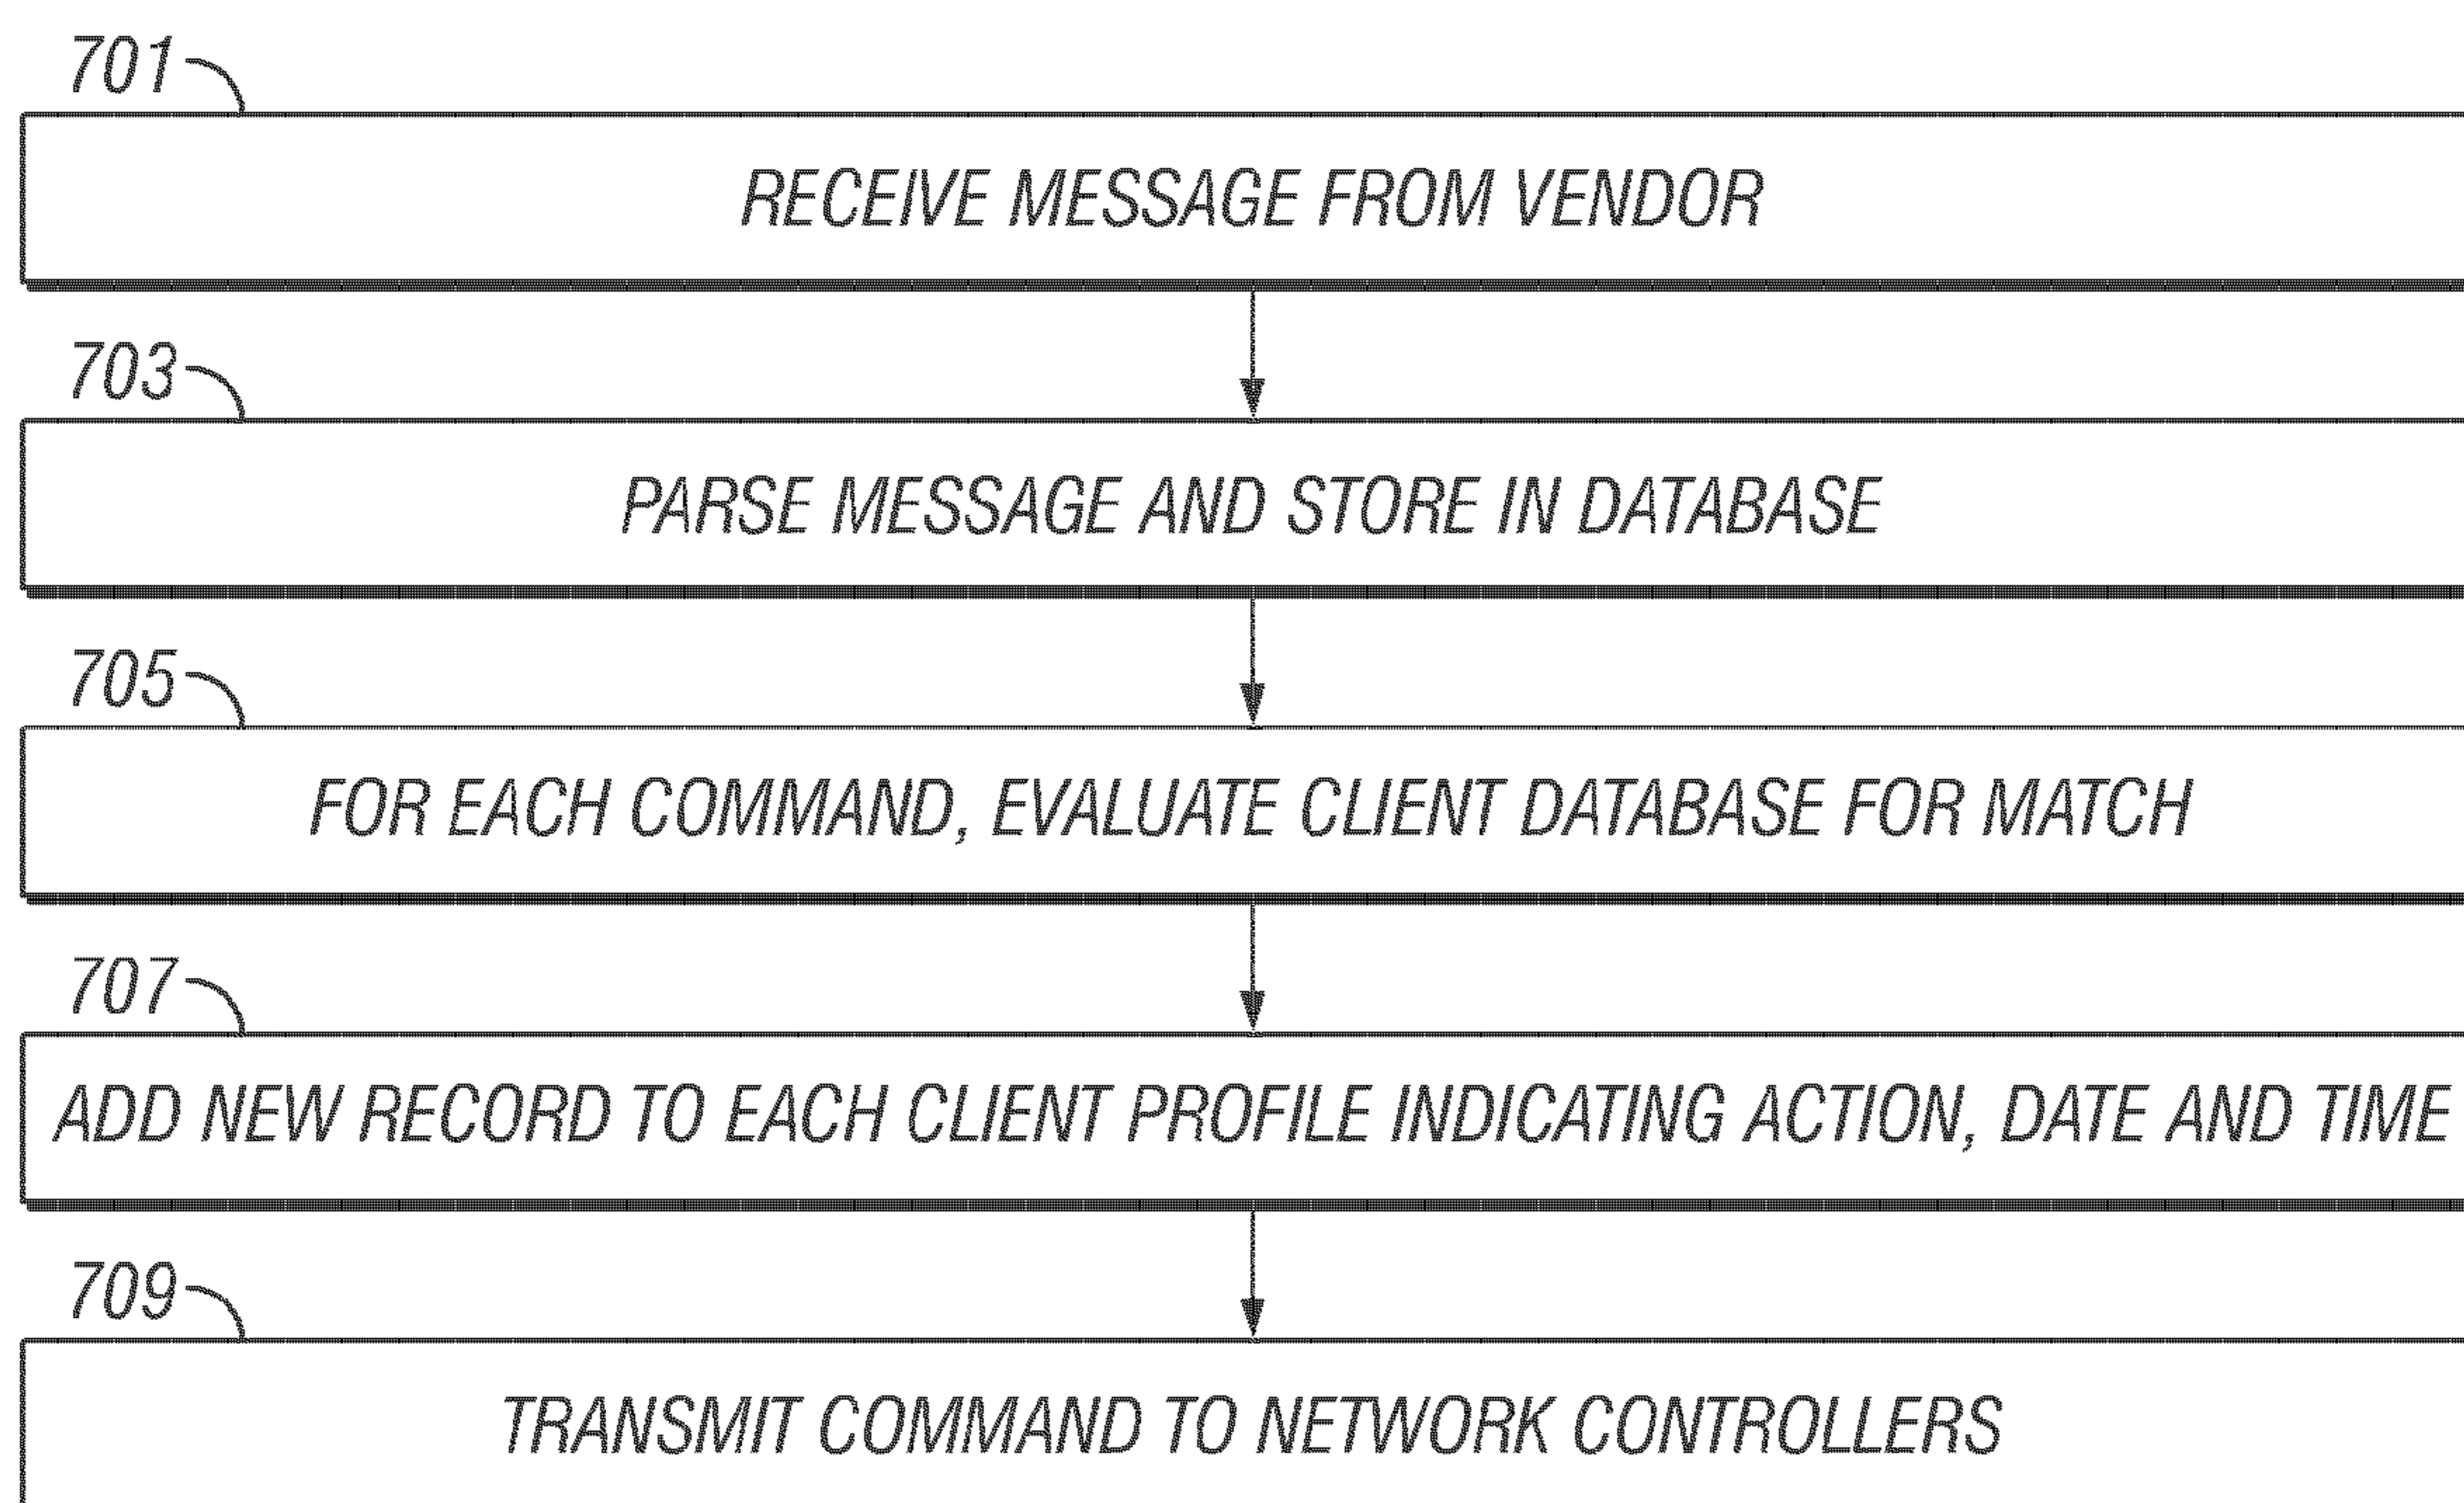 701
RECEIVE MESSAGE FROM VENDOR
703
PARSE MESSAGE AND STORE IN DATABASE
705
FOR EACH COMMAND, EVALUATE CLIENT DATABASE FOR MATCH
707
ADD NEW RECORD TO EACH CLIENT PROFILE INDICATING ACTION, DATE AND TIME
709
TRANSMIT COMMAND TO NETWORK CONTROLLERS